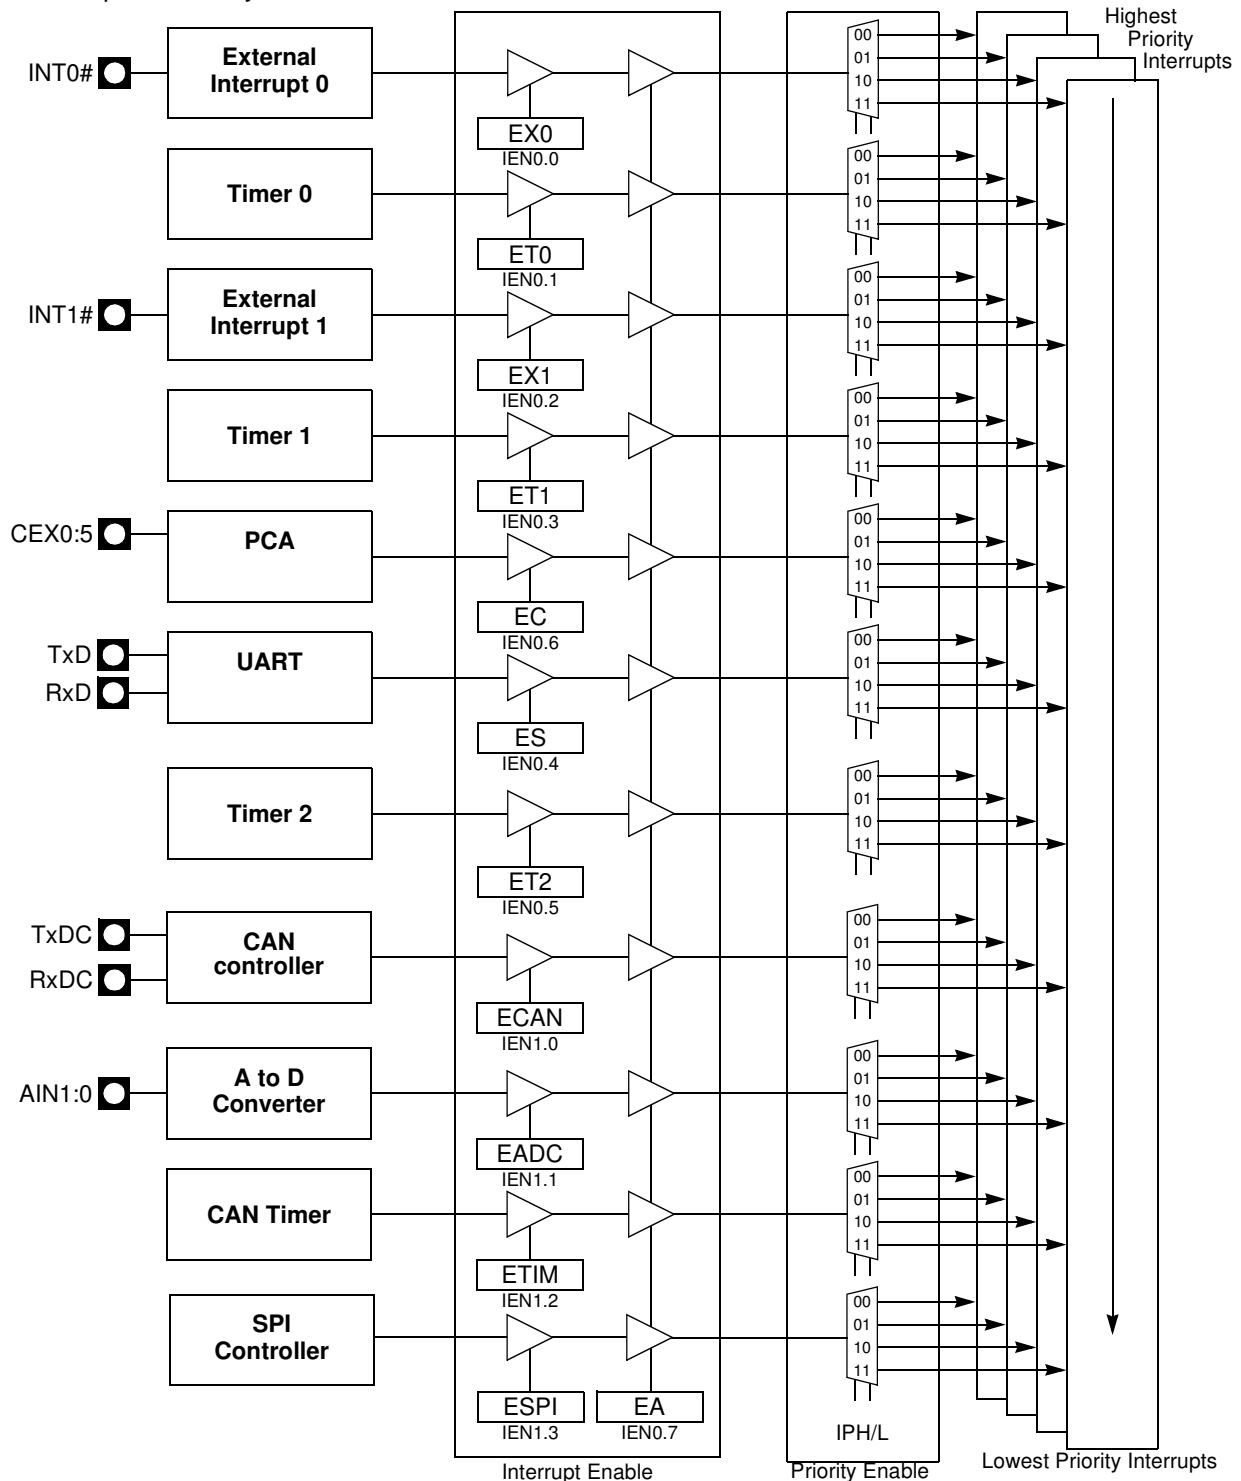 Highest
Priority
Interrupts
INT0#
External
Interrupt 0
EX0
IEN0.0
00
01
10
11
Timer 0
ET0
IEN0.1
00
01
10
11
INT1#
External
Interrupt 1
EX1
IEN0.2
00
01
10
11
Timer 1
ET1
IEN0.3
00
01
10
11
CEX0:5
PCA
EC
IEN0.6
00
01
10
11
TxD
RxD
UART
ES
IEN0.4
00
01
10
11
Timer 2
ET2
IEN0.5
00
01
10
11
TxDC
RxDC
CAN
controller
ECAN
IEN1.0
00
01
10
11
AIN1:0
A to D
Converter
EADC
IEN1.1
00
01
10
11
CAN Timer
ETIM
IEN1.2
00
01
10
11
SPI
Controller
ESPI
IEN1.3
EA
IEN0.7
00
01
10
11
IPH/L
Interrupt Enable
Priority Enable
Lowest Priority Interrupts